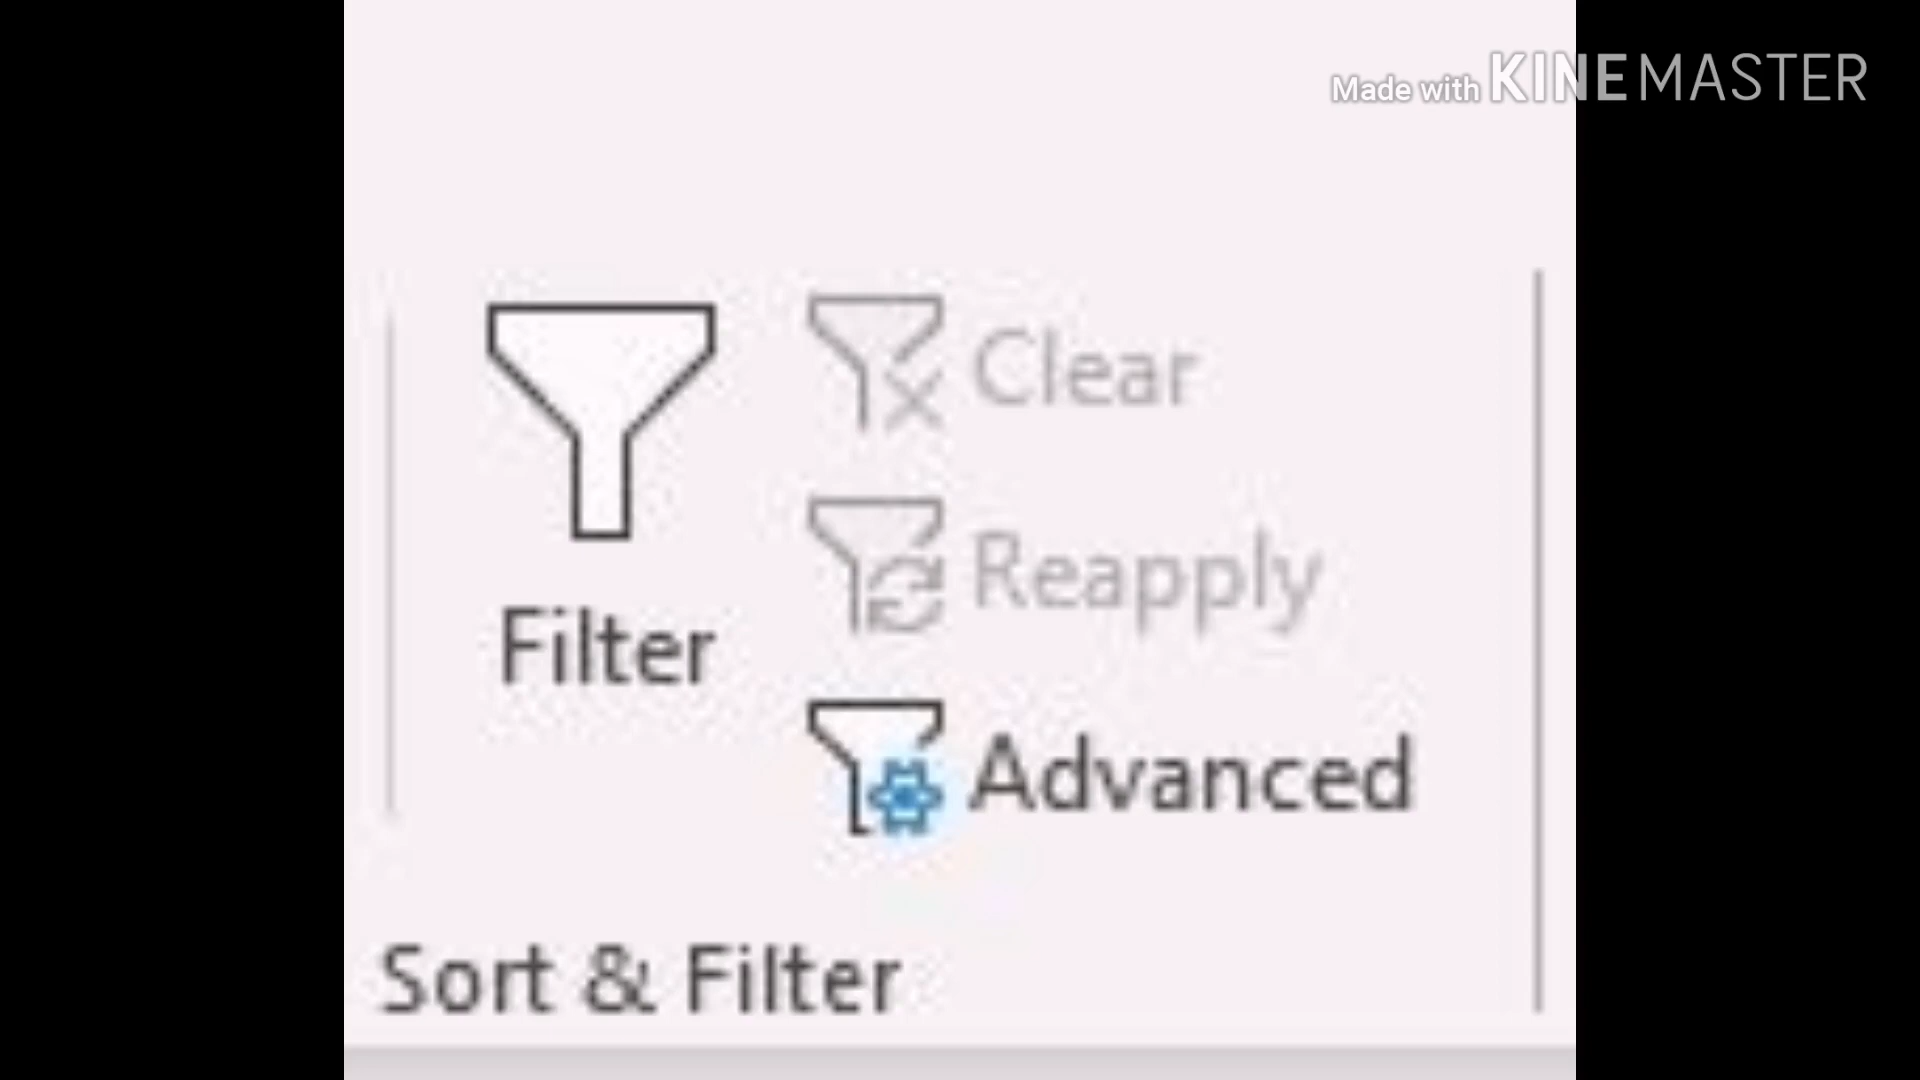 Made with KINEMASTER
Clear
Reapply
Filter
Advanced
Sort & Filter